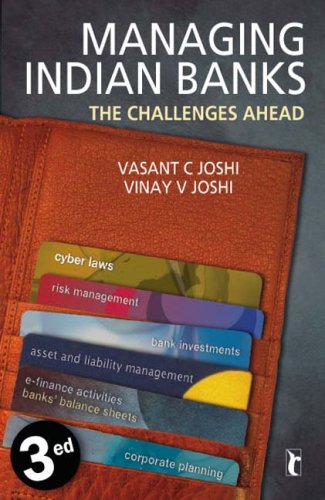 MANAGING
INDIAN BANKS
THE CHALLENGES AHEAD
VASANT C JOSHI
VINAY V JOSHI
cyber laws
risk management
bank investments
asset and liability management
e-finance activities
banks' balance sheets
corporate planning
3ed
r